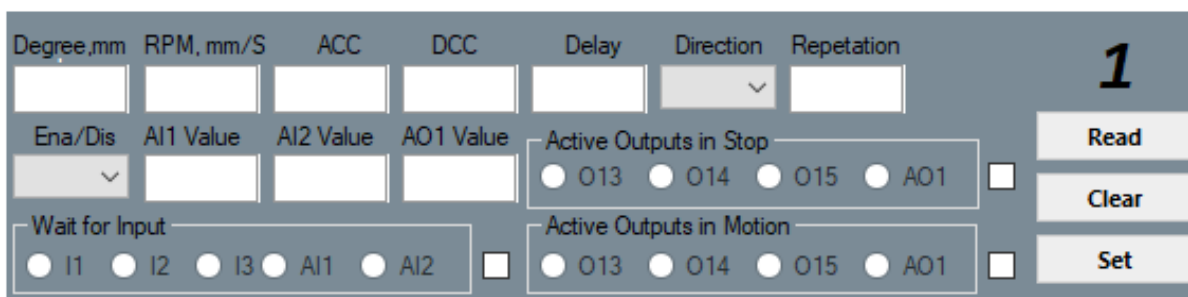 Degree,mm RPM, mm/S ACC DCC Delay Direction Repetation
1
Ena/Dis AI1 Value AI2 Value AO1 Value
Active Outputs in Stop
O13 O14 O15 AO1
Read
Clear
Wait for Input
I1 I2 I3 AI1 AI2
Active Outputs in Motion
O13 O14 O15 AO1
Set